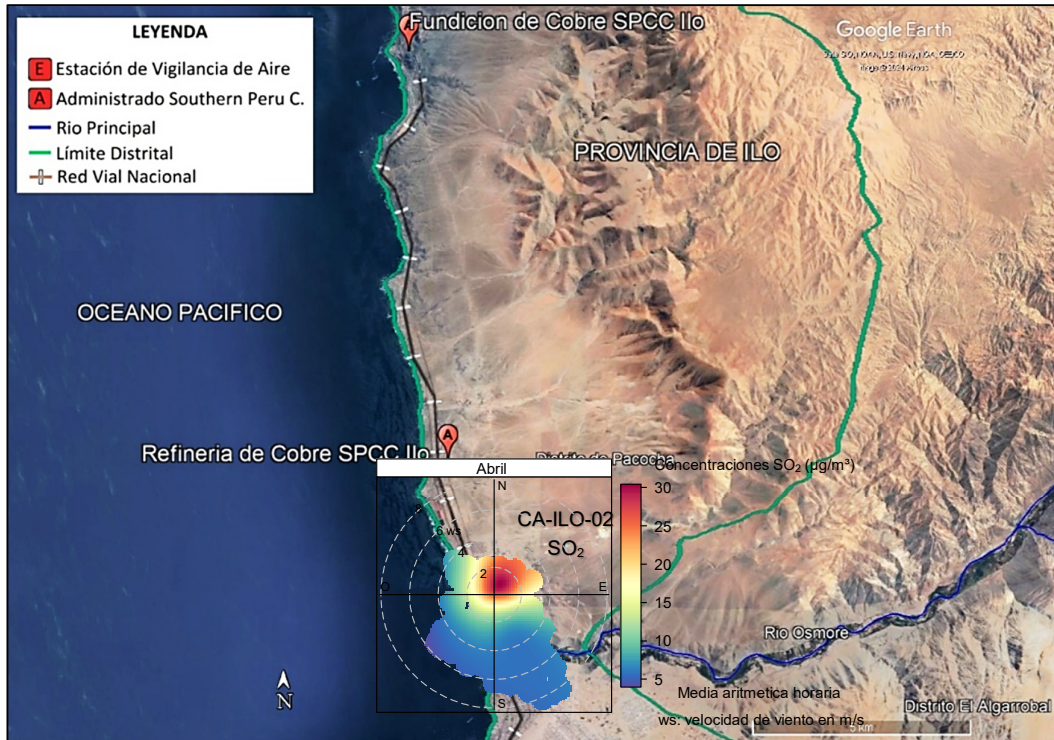 Fundicion de Cobre SPCC Ilo
LEYENDA
E Estación de Vigilancia de Aire
A Administrado Southern Peru C.
Rio Principal
Límite Distrital
Red Vial Nacional
Google Earth
A
PROVINCIA DE ILO
OCEANO PACIFICO
A
Refineria de Cobre SPCC Ilo
Distrito de Pacocha
Concentraciones SO₂ (µg/m³)
Abril
N
CA-ILO-02
SO₂
6 ws
4
2
O
E
S
30
25
20
15
10
5
Rio Osmore
N
Media aritmetica horaria
Distrito El Algarrobal
ws: velocidad de viento en m/s
5 km